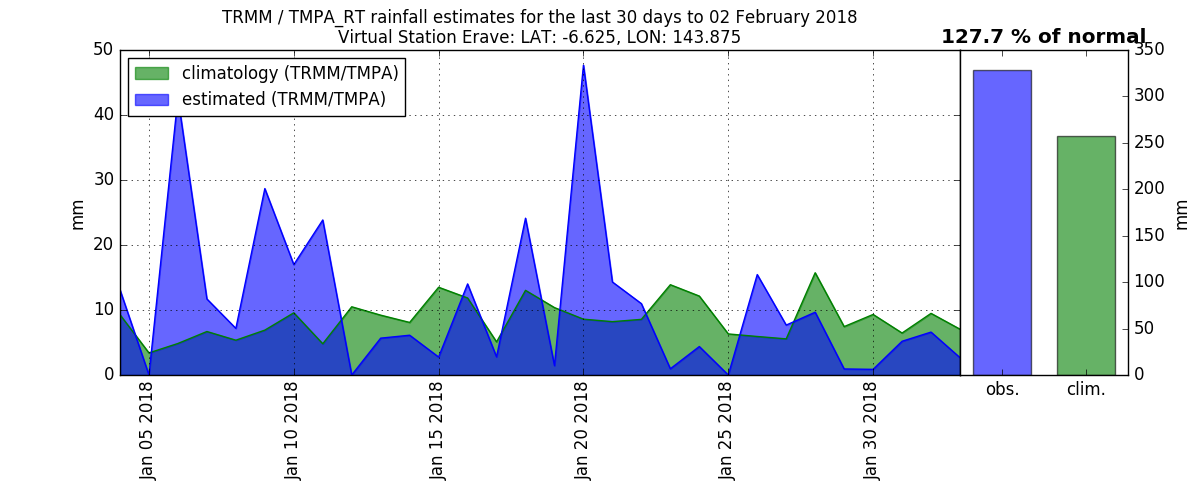 TRMM / TMPA_RT rainfall estimates for the last 30 days to 02 February 2018
Virtual Station Erave: LAT: -6.625, LON: 143.875
127.7 % of normal
climatology (TRMM/TMPA)
estimated (TRMM/TMPA)
50
40
30
20
10
0
mm
Jan 05 2018
Jan 10 2018
Jan 15 2018
Jan 20 2018
Jan 25 2018
Jan 30 2018
350
300
250
200
150
100
50
0
mm
obs.
clim.